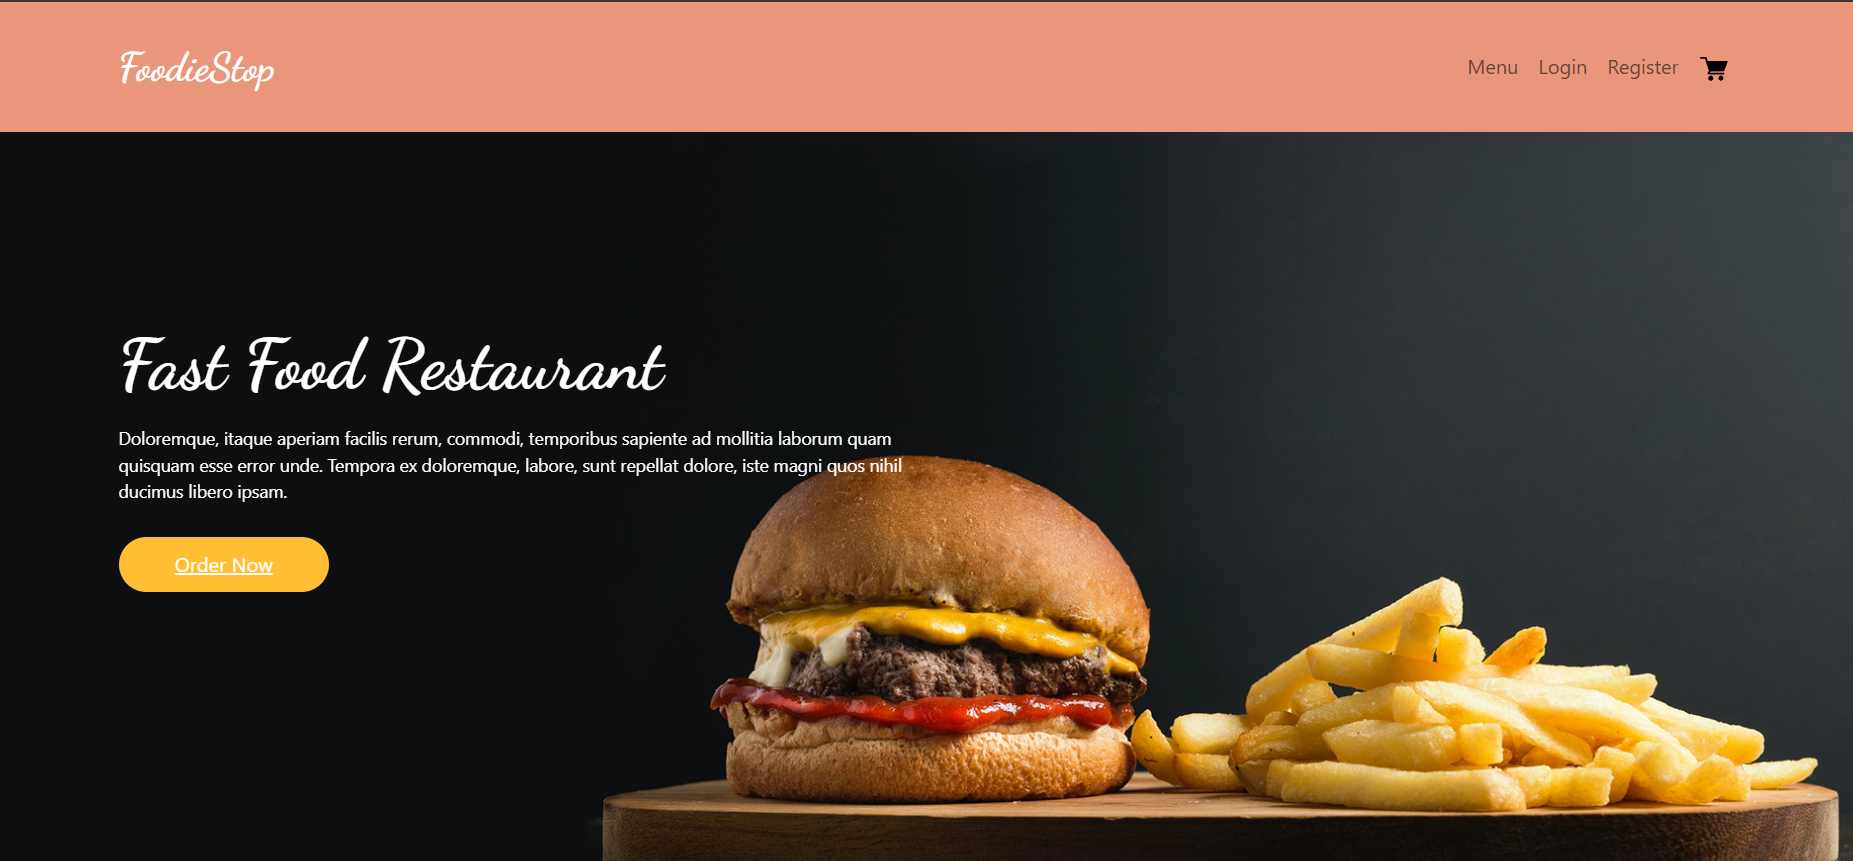 FoodieStop
Menu Login Register
Fast Food Restaurant
Doloremque, itaque aperiam facilis rerum, commodi, temporibus sapiente ad mollitia laborum quam
quisquam esse error unde. Tempora ex doloremque, labore, sunt repellat dolore, iste magni quos nihil
ducimus libero ipsam.
Order Now